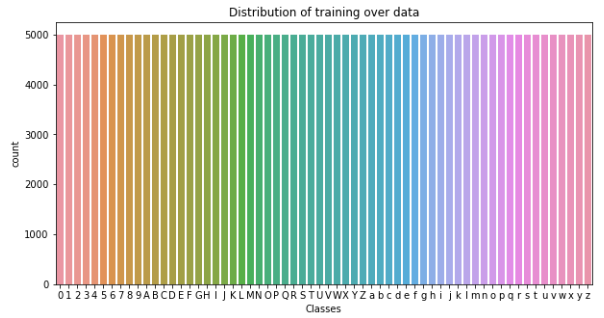 Distribution of training over data
5000
4000
3000
2000
1000
0
count
0 1 2 3 4 5 6 7 8 9 A B C D E F G H I J K L M N O P Q R S T U V W X Y Z a b c d e f g h i j k l m n o p q r s t u v w x y z
Classes